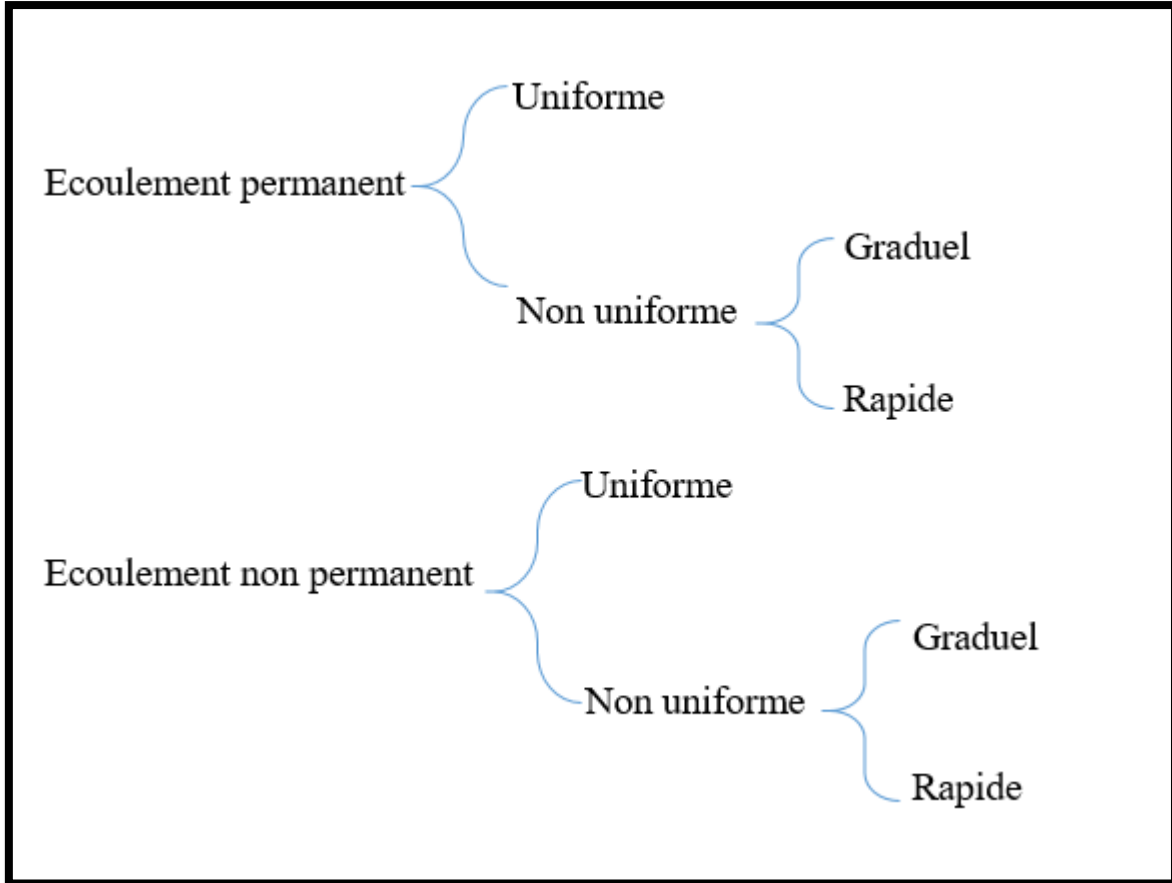 Uniforme
Ecoulement permanent
Graduel
Non uniforme
Rapide
Uniforme
Ecoulement non permanent
Graduel
Non uniforme
Rapide